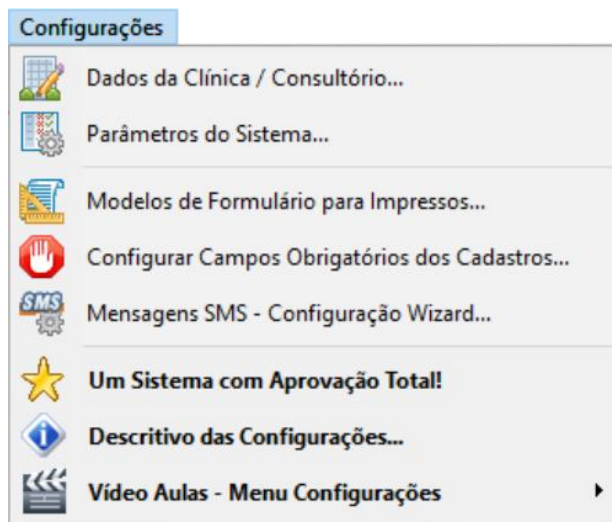 Configurações
Dados da Clínica / Consultório...
Parâmetros do Sistema...
Modelos de Formulário para Impressos...
Configurar Campos Obrigatórios dos Cadastros...
SMS
Mensagens SMS - Configuração Wizard...
Um Sistema com Aprovação Total!
Descritivo das Configurações...
Vídeo Aulas - Menu Configurações